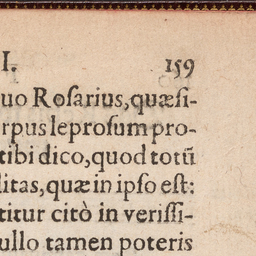 I. 159
uo Roſarius, quæſi-
rpus leproſum pro-
tibi dico, quod totũ
litas, quæ in ipſo eſt:
titur citò in veriſſi-
ullo tamen poteris